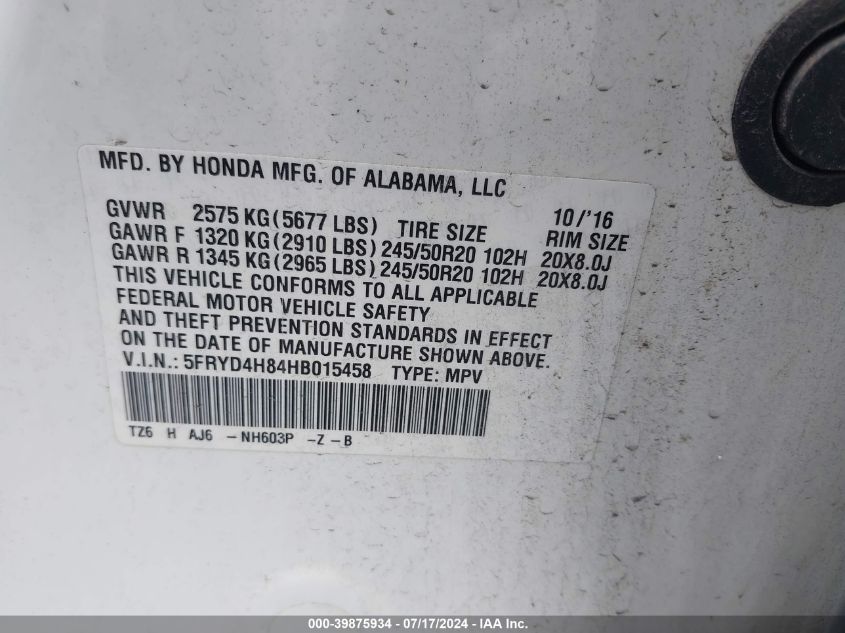 MFD. BY HONDA MFG. OF ALABAMA, LLC
GVWR 2575 KG (5677 LBS) TIRE SIZE 10/'16 RIM SIZE
GAWR F 1320 KG (2910 LBS) 245/50R20 102H 20X8.0J
GAWR R 1345 KG (2965 LBS) 245/50R20 102H 20X8.0J
THIS VEHICLE CONFORMS TO ALL APPLICABLE
FEDERAL MOTOR VEHICLE SAFETY
AND THEFT PREVENTION STANDARDS IN EFFECT
ON THE DATE OF MANUFACTURE SHOWN ABOVE.
V.I.N.: 5FRYD4H84HB015458 TYPE: MPV
TZ6 H AJ6 -NH603P -Z -B
000-39875934 - 07/17/2024 - IAA Inc.